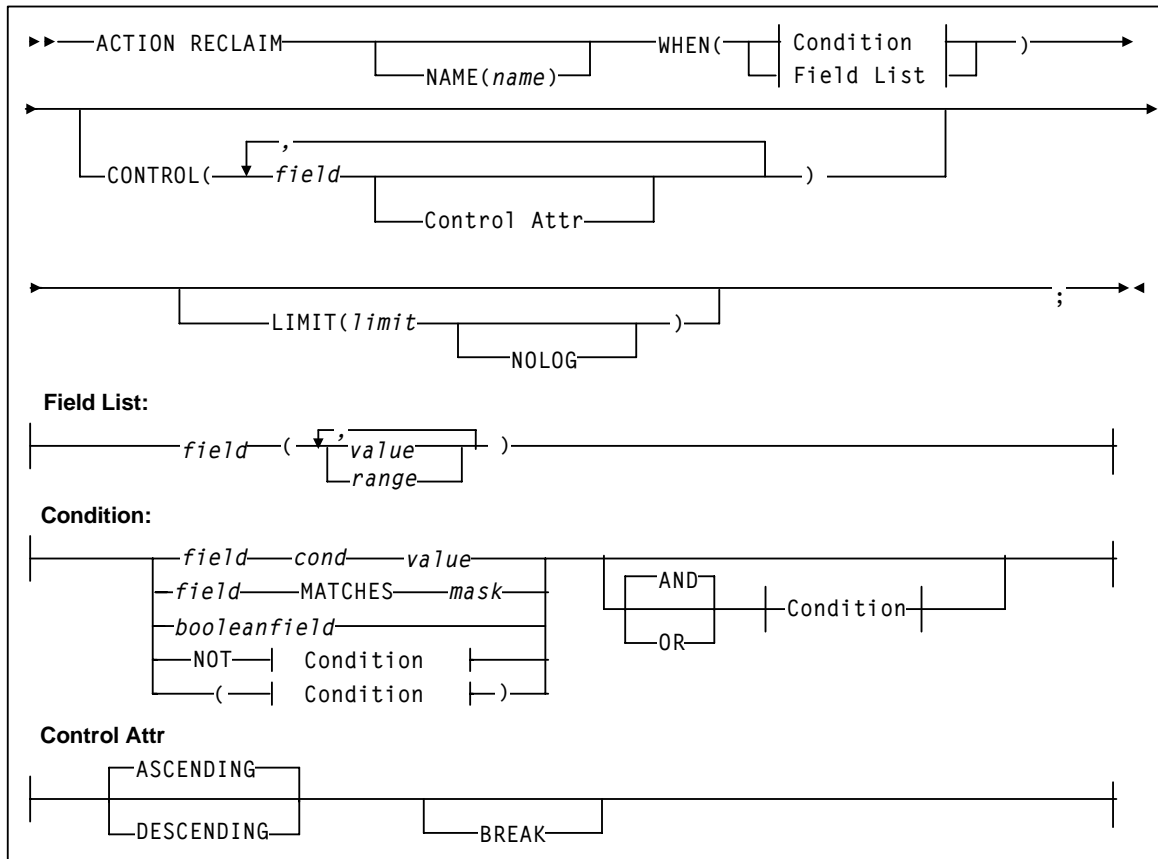 ACTION RECLAIM WHEN( Condition )
NAME(name) Field List
,
CONTROL( field )
Control Attr
LIMIT(limit ) ;
NOLOG
Field List:
,
field ( value )
range
Condition:
field cond value
field MATCHES mask AND
booleanfield Condition
NOT Condition OR
( Condition )
Control Attr
ASCENDING
DESCENDING BREAK